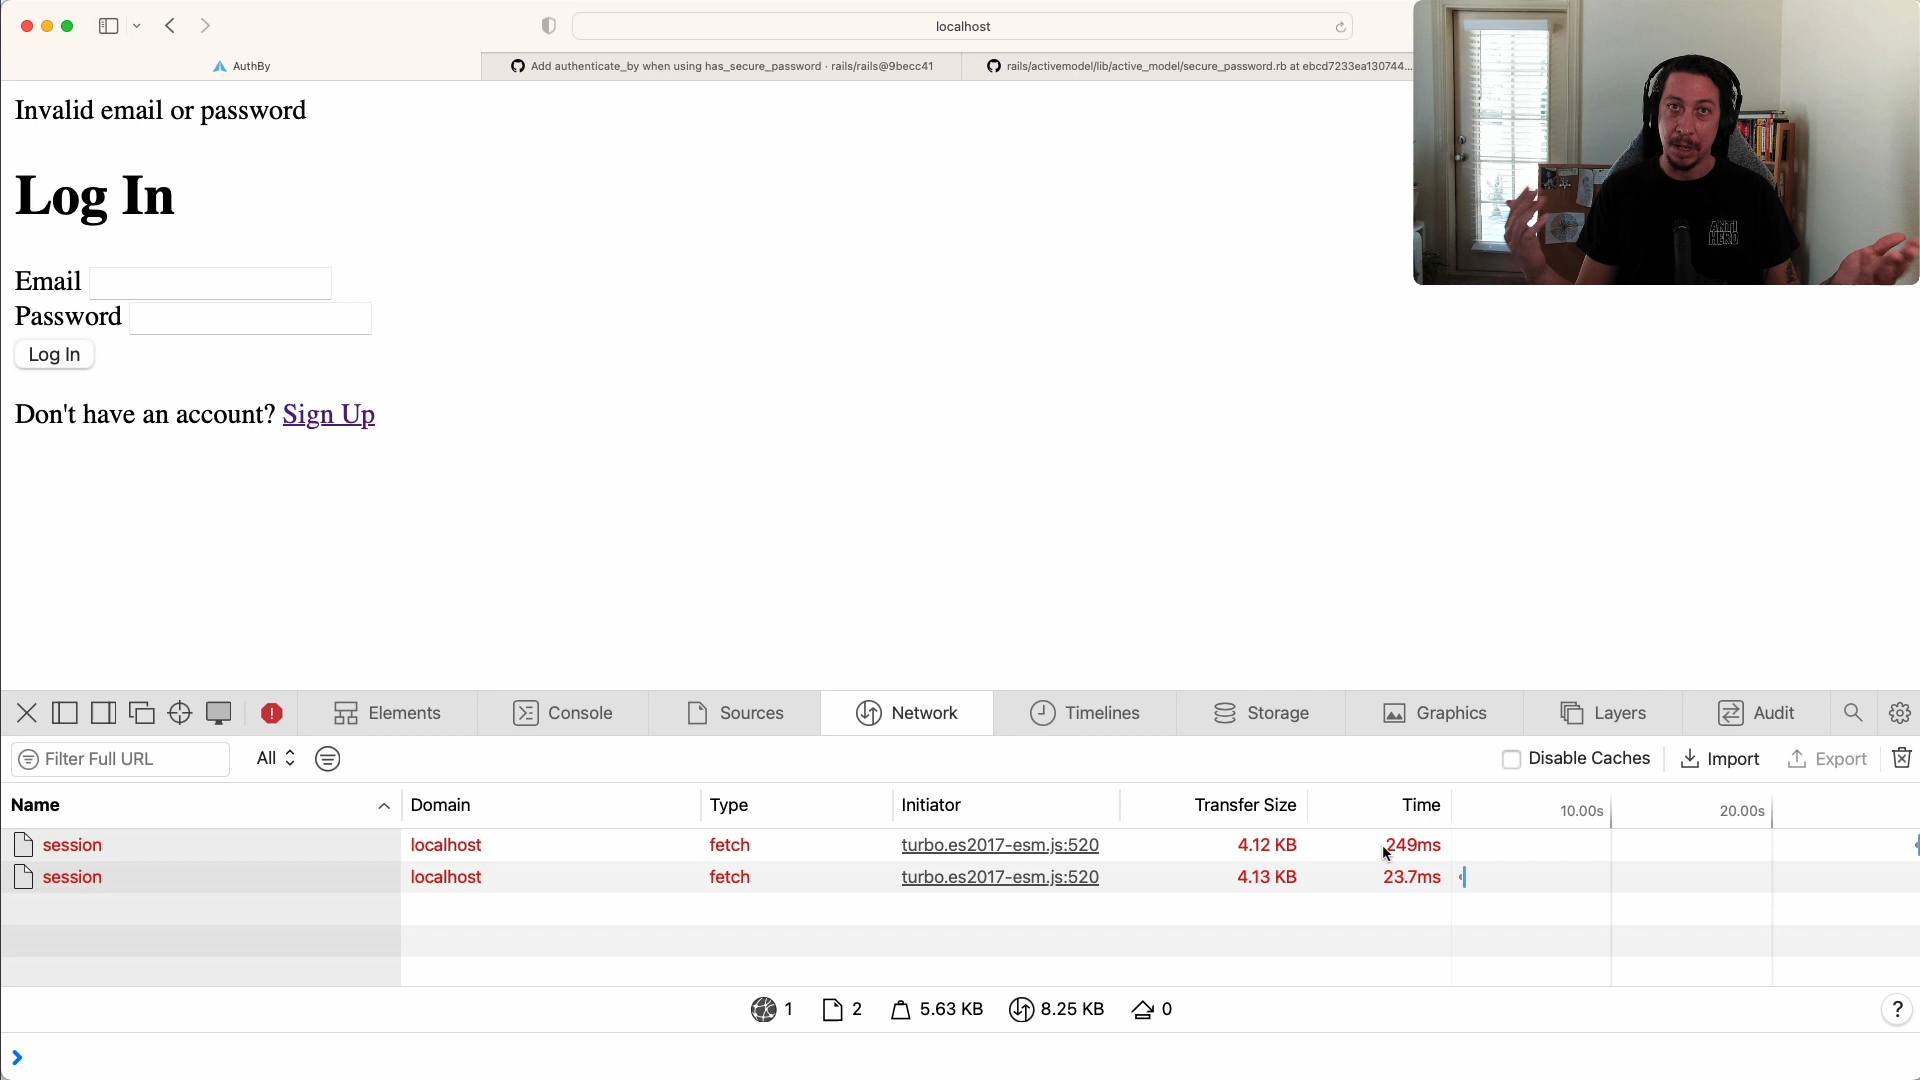 localhost
AuthBy
Add authenticate_by when using has_secure_password · rails/rails@9becc41
rails/activemodel/lib/active_model/secure_password.rb at ebcd7233ea130744...
ANTI
HERO
Invalid email or password
Log In
Email
Password
Log In
Don't have an account? Sign Up
Elements
Console
Sources
Network
Timelines
Storage
Graphics
Layers
Audit
Filter Full URL
All
Disable Caches
Import
Export
Name Domain Type Initiator Transfer Size Time 10.00s 20.00s
session localhost fetch turbo.es2017-esm.js:520 4.12 KB 249ms
session localhost fetch turbo.es2017-esm.js:520 4.13 KB 23.7ms
1 2 5.63 KB 8.25 KB 0
?